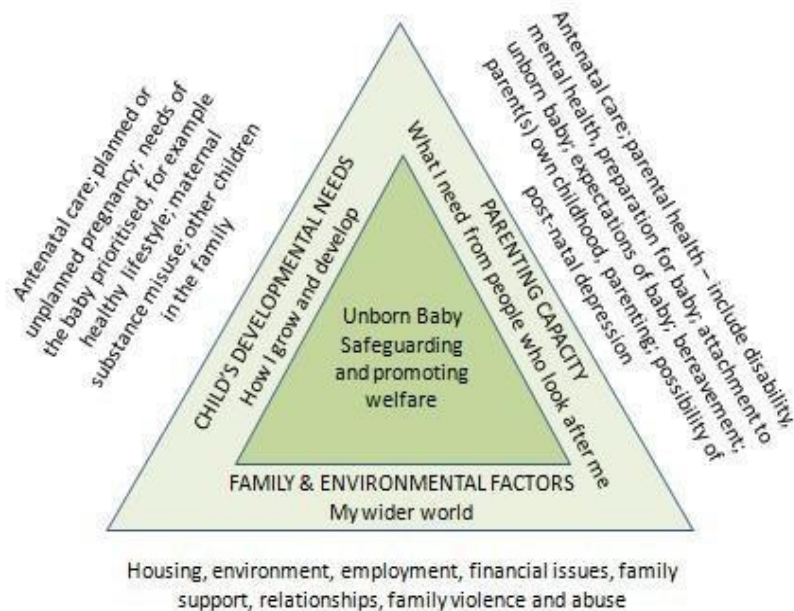 Antenatal care; planned or
unplanned pregnancy; needs of
the baby prioritised, for example
healthy lifestyle; maternal
substance misuse; other children
in the family
CHILD'S DEVELOPMENTAL NEEDS
How I grow and develop
Antenatal care; parental health – include disability,
mental health, preparation for baby; attachment to
unborn baby; expectations of baby; bereavement;
parent(s) own childhood, parenting; possibility of
post-natal depression
PARENTING CAPACITY
What I need from people who look after me
Unborn Baby
Safeguarding
and promoting
welfare
FAMILY & ENVIRONMENTAL FACTORS
My wider world
Housing, environment, employment, financial issues, family
support, relationships, family violence and abuse